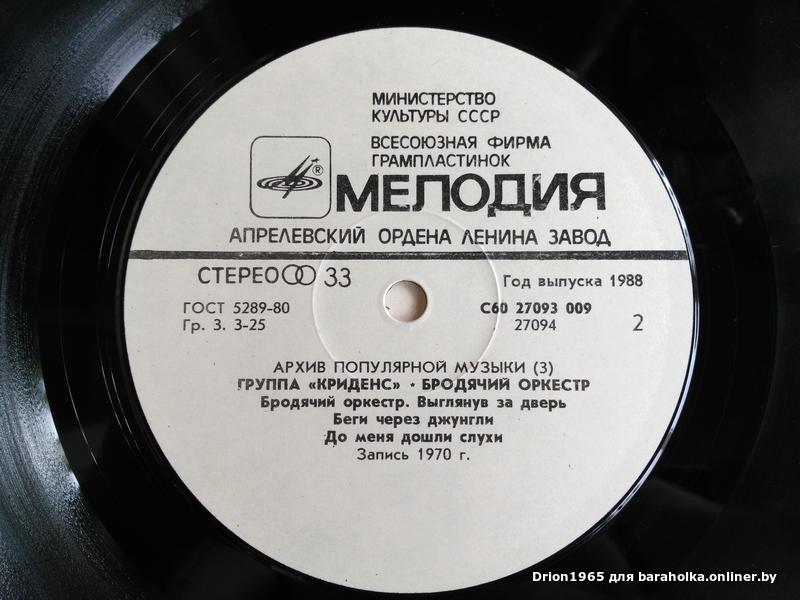 МИНИСТЕРСТВО
КУЛЬТУРЫ СССР
ВСЕСОЮЗНАЯ ФИРМА
ГРАМПЛАСТИНОК
®
МЕЛОДИЯ
АПРЕЛЕВСКИЙ ОРДЕНА ЛЕНИНА ЗАВОД
СТЕРЕО 33
Год выпуска 1988
ГОСТ 5289-80
С60 27093 009
Гр. 3. 3-25
27094
2
АРХИВ ПОПУЛЯРНОЙ МУЗЫКИ (3)
ГРУППА «КРИДЕНС» · БРОДЯЧИЙ ОРКЕСТР
Бродячий оркестр. Выглянув за дверь
Беги через джунгли
До меня дошли слухи
Запись 1970 г.
Drion1965 для baraholka.onliner.by